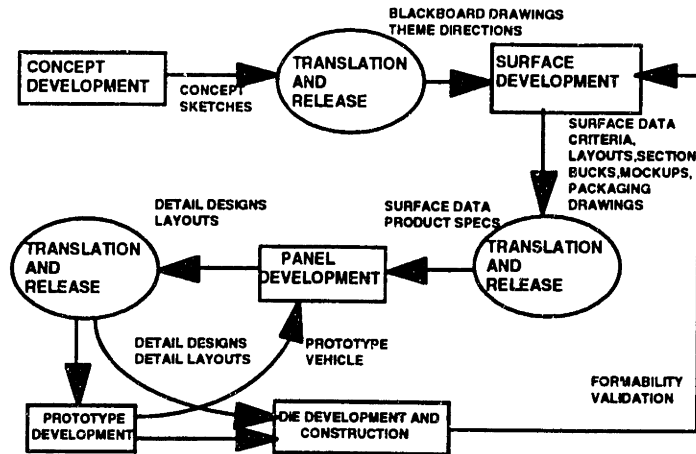 BLACKBOARD DRAWINGS
THEME DIRECTIONS
CONCEPT
DEVELOPMENT
CONCEPT
SKETCHES
TRANSLATION
AND
RELEASE
SURFACE
DEVELOPMENT
SURFACE DATA
CRITERIA,
LAYOUTS,SECTION
BUCKS,MOCKUPS,
PACKAGING
DRAWINGS
DETAIL DESIGNS
LAYOUTS
SURFACE DATA
PRODUCT SPECS
TRANSLATION
AND
RELEASE
PANEL
DEVELOPMENT
TRANSLATION
AND
RELEASE
DETAIL DESIGNS
DETAIL LAYOUTS
PROTOTYPE
VEHICLE
FORMABILITY
VALIDATION
PROTOTYPE
DEVELOPMENT
DIE DEVELOPMENT AND
CONSTRUCTION